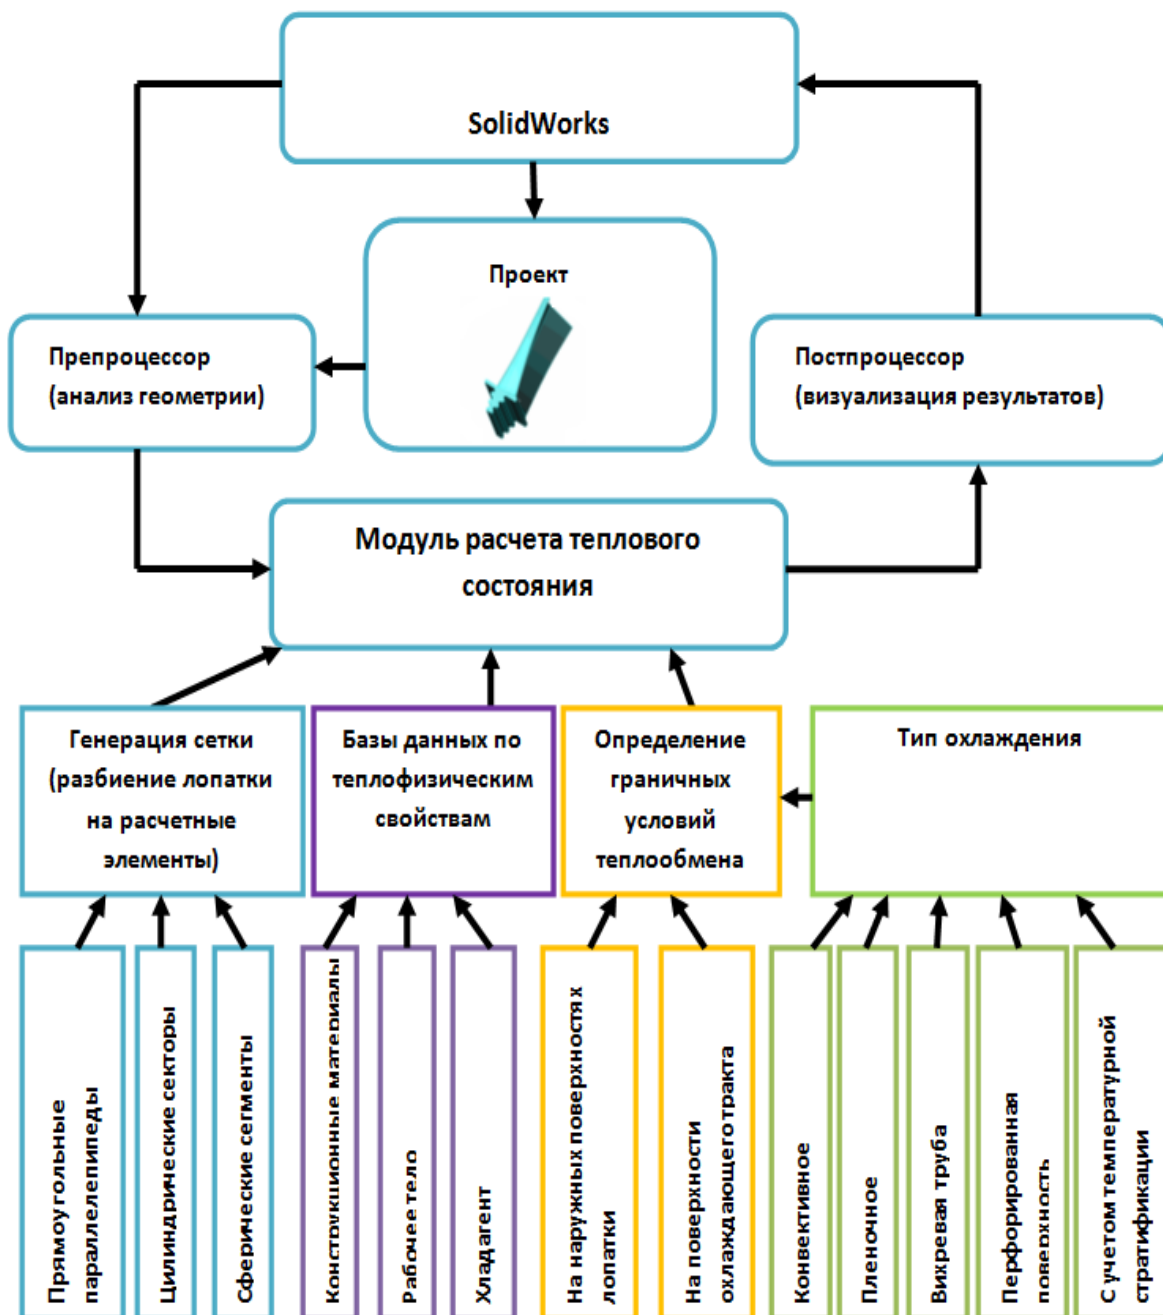 SolidWorks
Проект
Препроцессор
(анализ геометрии)
Постпроцессор
(визуализация результатов)
Модуль расчета теплового
состояния
Генерация сетки
(разбиение лопатки
на расчетные
элементы)
Базы данных по
теплофизическим
свойствам
Определение
граничных
условий
теплообмена
Тип охлаждения
Прямоугольные
параллелепипеды
Цилиндрические секторы
Сферические сегменты
Конструкционные материалы
Рабочее тело
Хладагент
На наружных поверхностях
лопатки
На поверхности
охлаждающего тракта
Конвективное
Пленочное
Вихревая труба
Перфорированная
поверхность
С учетом температурной
стратификации